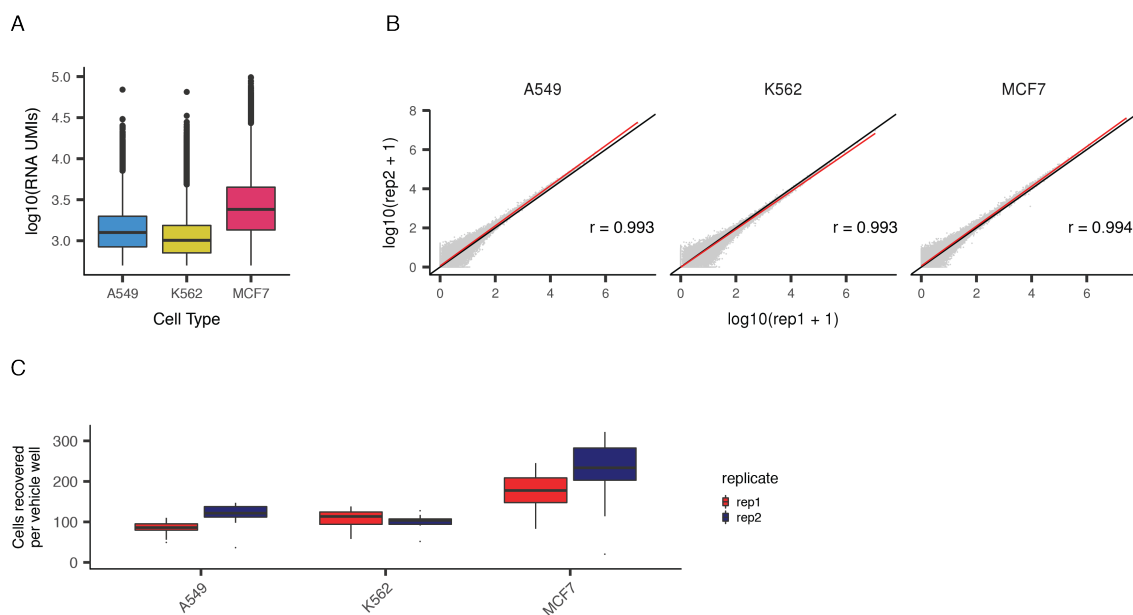 A
log10(RNA UMIs)
5.0
4.5
4.0
3.5
3.0
A549
K562
MCF7
Cell Type
B
A549
K562
MCF7
log10(rep2 + 1)
8
6
4
2
0
r = 0.993
r = 0.993
r = 0.994
0 2 4 6
0 2 4 6
0 2 4 6
log10(rep1 + 1)
C
Cells recovered
per vehicle well
300
200
100
0
A549
K562
MCF7
replicate
rep1
rep2